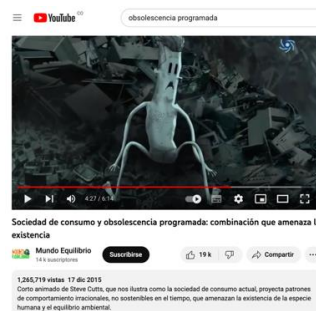 YouTube CO
obsolescencia programada
4:27 / 6:14
Sociedad de consumo y obsolescencia programada: combinación que amenaza l
existencia
Mundo Equilibrio
14 k suscriptores
Suscribirse
19 k
Compartir
1,265,719 vistas 17 dic 2015
Corto animado de Steve Cutts, que nos ilustra como la sociedad de consumo actual, proyecta patrones
de comportamiento irracionales, no sostenibles en el tiempo, que amenazan la existencia de la especie
humana y el equilibrio ambiental.